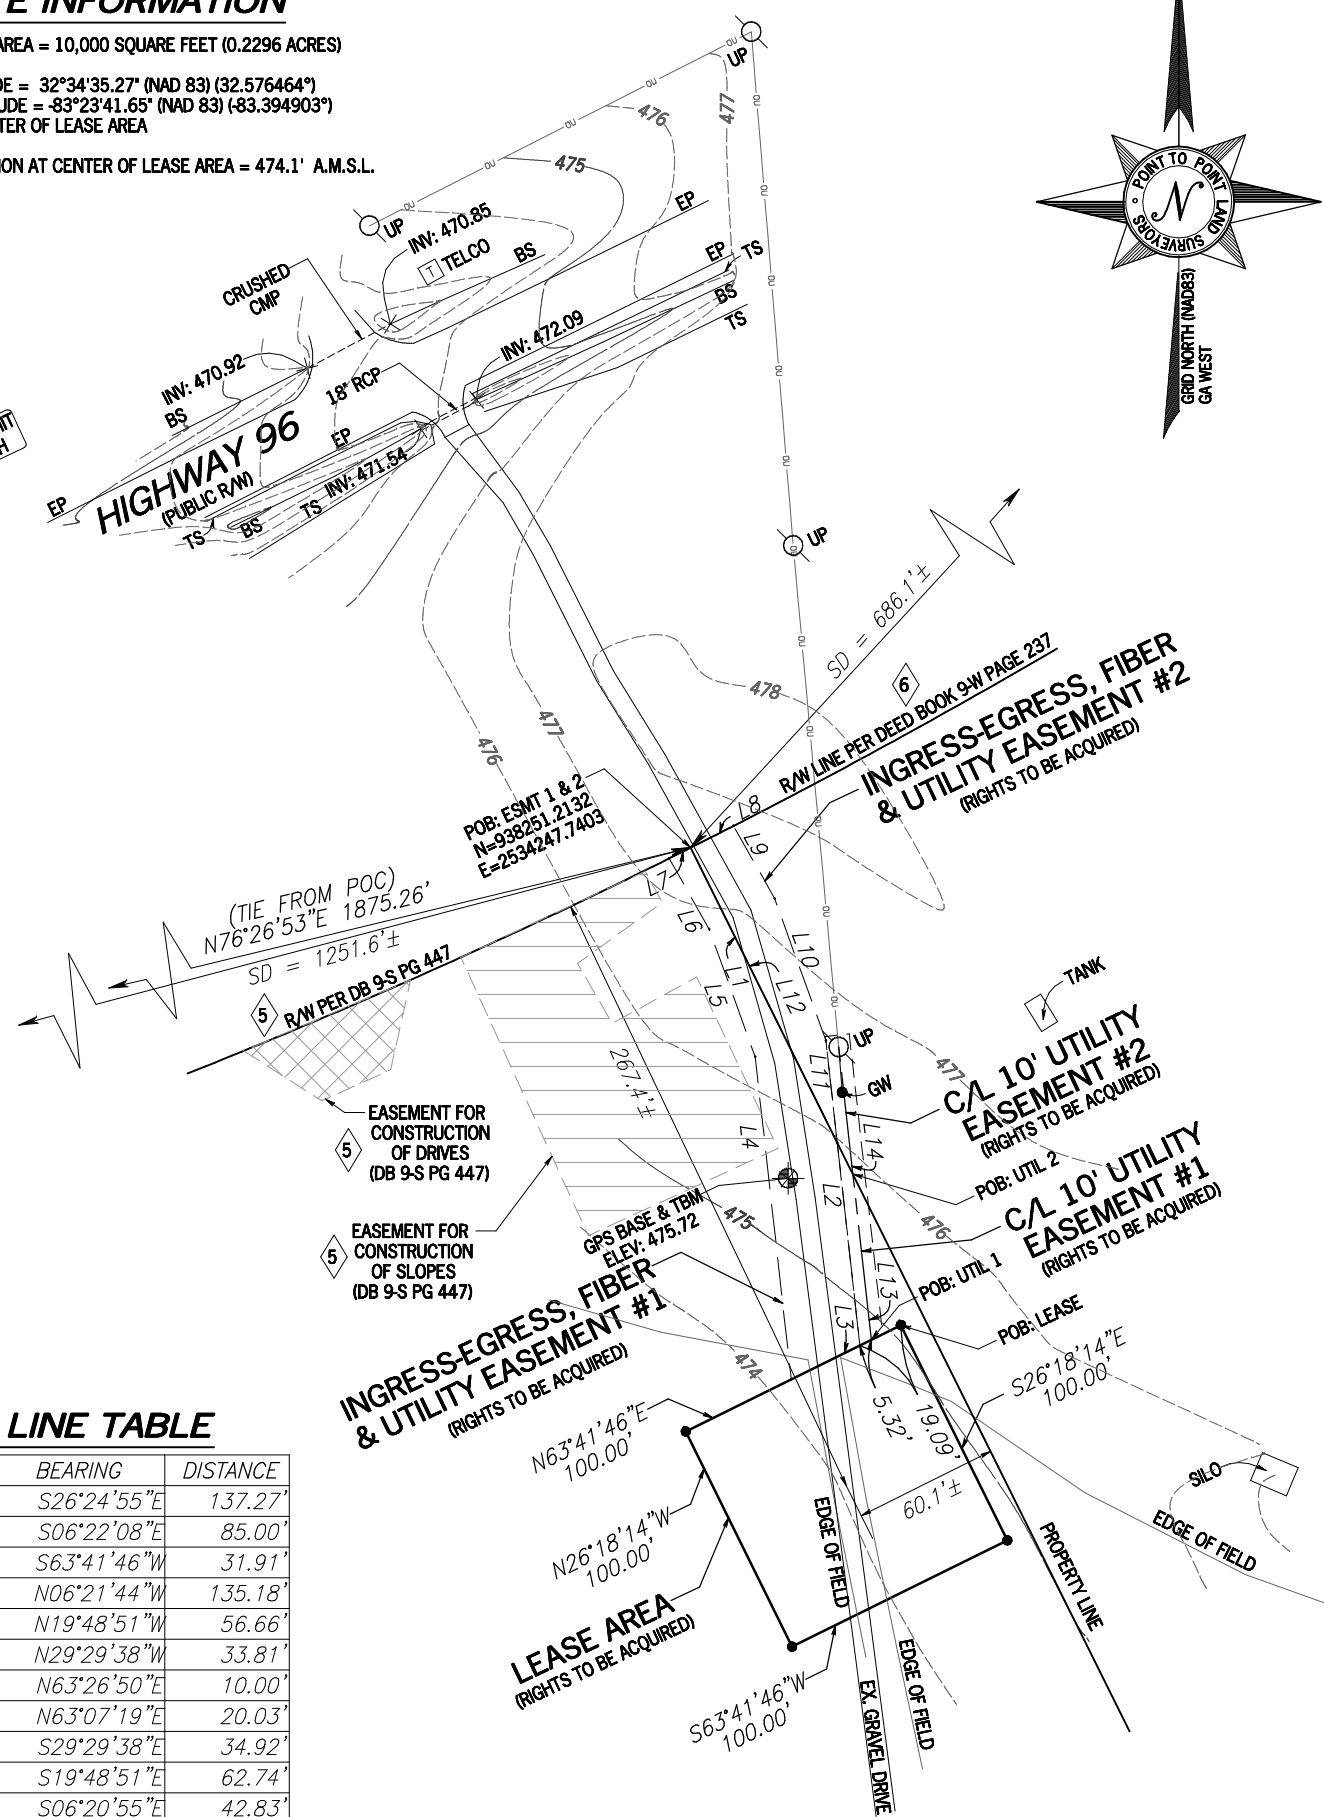 E INFORMATION
AREA = 10,000 SQUARE FEET (0.2296 ACRES)
DE = 32°34'35.27" (NAD 83) (32.576464°)
UDE = -83°23'41.65" (NAD 83) (-83.394903°)
TER OF LEASE AREA
ION AT CENTER OF LEASE AREA = 474.1' A.M.S.L.
POINT TO POINT LAND SURVEYORS
N
GRID NORTH (NAD83)
GA WEST
UP
OU
OU
OU
OU
476
477
475
UP
INV: 470.85
T
TELCO
BS
EP
EP
TS
BS
TS
CRUSHED
CMP
INV: 472.09
INV: 470.92
BS
18" RCP
EP
HIGHWAY 96
(PUBLIC R/W)
INV: 471.54
EP
TS
BS
TS
IT
H
UP
SD = 686.1'±
6
R/W LINE PER DEED BOOK 9-W PAGE 237
INGRESS-EGRESS, FIBER
& UTILITY EASEMENT #2
(RIGHTS TO BE ACQUIRED)
478
477
476
POB: ESMT 1 & 2
N=938251.2132
E=2534247.7403
L8
L9
L7
L6
(TIE FROM POC)
N76°26'53"E 1875.26'
SD = 1251.6'±
5
R/W PER DB 9-S PG 447
L10
L1
L12
L5
TANK
267.4'±
UP
L11
GW
477
C/L 10' UTILITY
EASEMENT #2
(RIGHTS TO BE ACQUIRED)
EASEMENT FOR
CONSTRUCTION
OF DRIVES
(DB 9-S PG 447)
5
L4
L14
POB: UTIL 2
L2
C/L 10' UTILITY
EASEMENT #1
(RIGHTS TO BE ACQUIRED)
GPS BASE & TBM
ELEV: 475.72
475
476
EASEMENT FOR
CONSTRUCTION
OF SLOPES
(DB 9-S PG 447)
5
INGRESS-EGRESS, FIBER
& UTILITY EASEMENT #1
(RIGHTS TO BE ACQUIRED)
L13
POB: UTIL 1
L3
POB: LEASE
474
S26°18'14"E
100.00'
5.32'
19.09'
N63°41'46"E
100.00'
60.1'±
SILO
EDGE OF FIELD
EDGE OF FIELD
PROPERTY LINE
N26°18'14"W
100.00'
LEASE AREA
(RIGHTS TO BE ACQUIRED)
S63°41'46"W
100.00'
EDGE OF FIELD
EX. GRAVEL DRIVE
LINE TABLE
BEARING DISTANCE
S26°24'55"E 137.27'
S06°22'08"E 85.00'
S63°41'46"W 31.91'
N06°21'44"W 135.18'
N19°48'51"W 56.66'
N29°29'38"W 33.81'
N63°26'50"E 10.00'
N63°07'19"E 20.03'
S29°29'38"E 34.92'
S19°48'51"E 62.74'
S06°20'55"E 42.83'